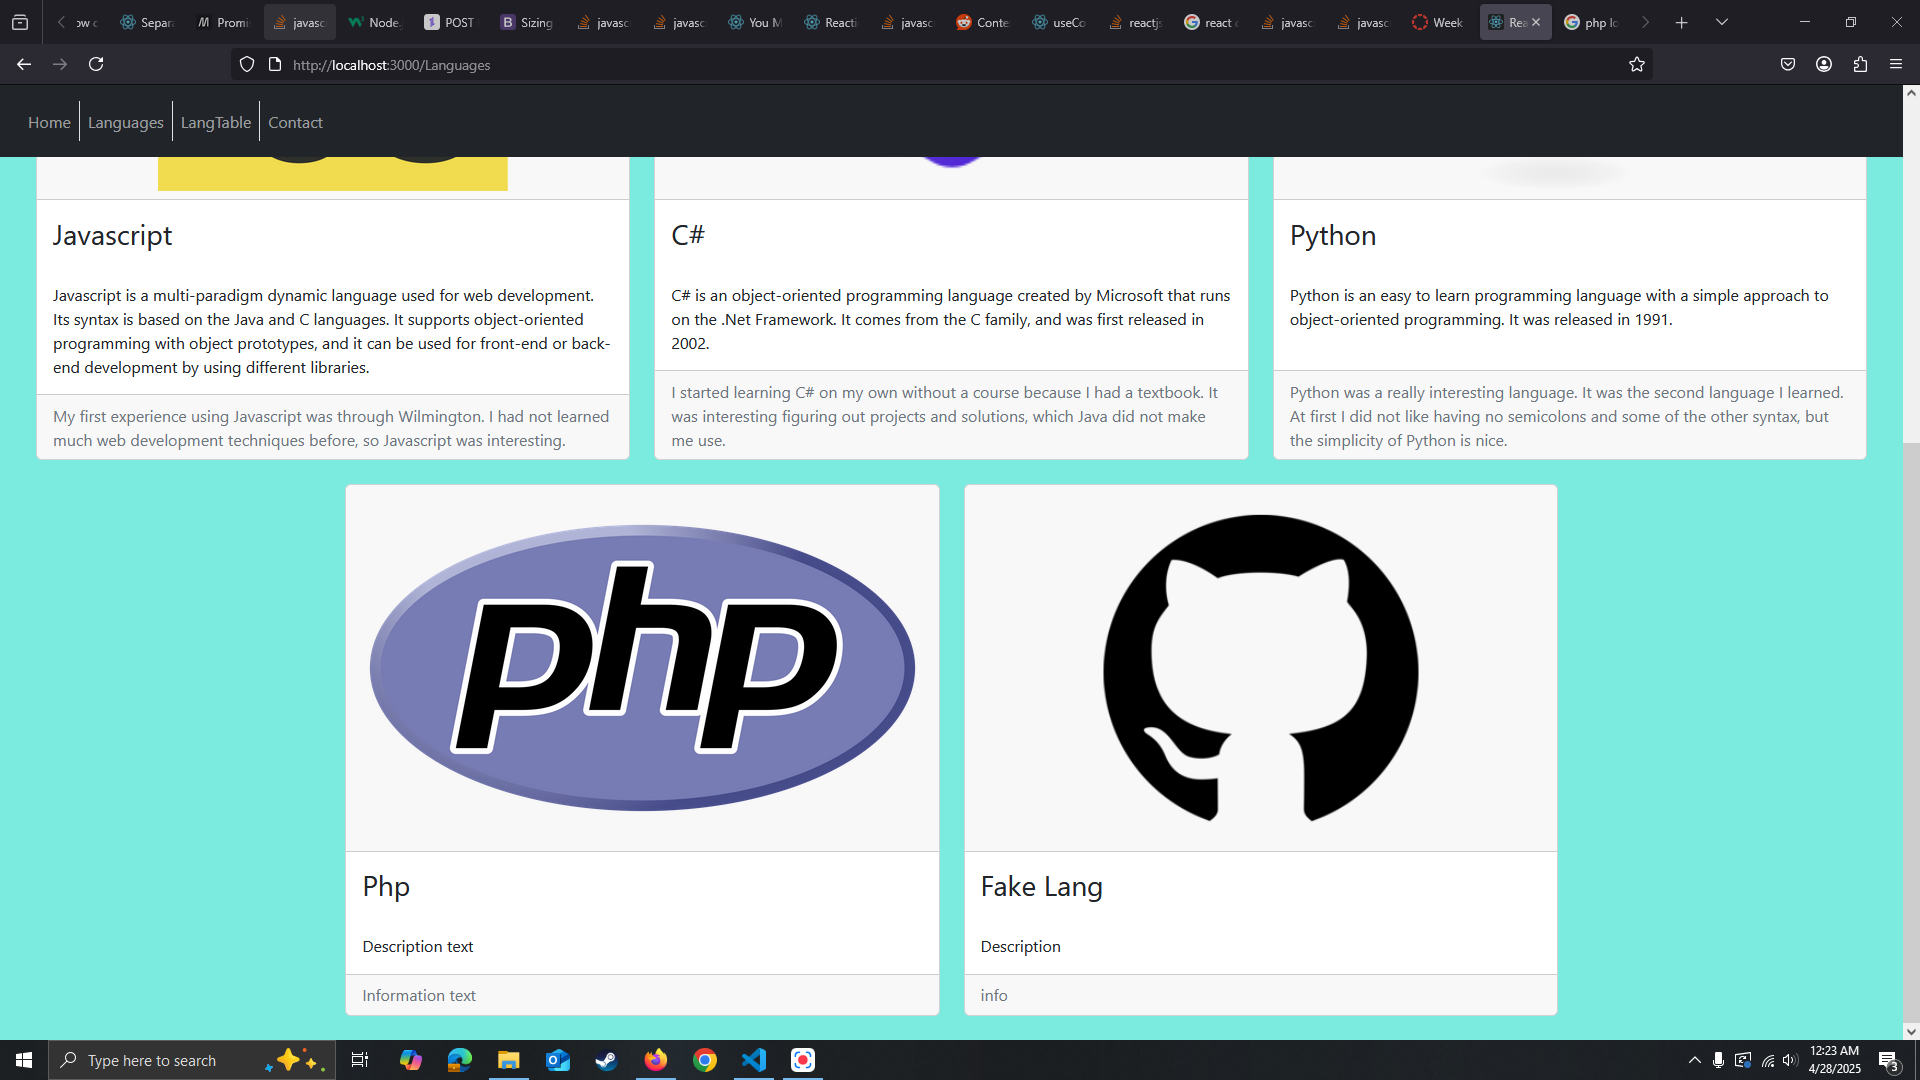 ow c
Separa
Promi
javasc
Node.
POST
Sizing
javasc
javasc
You M
Reacti
javasc
Conte
useCo
reactjs
react c
javasc
javasc
Week
Rea
php lo
http://localhost:3000/Languages
Home
Languages
LangTable
Contact
Javascript
Javascript is a multi-paradigm dynamic language used for web development.
Its syntax is based on the Java and C languages. It supports object-oriented
programming with object prototypes, and it can be used for front-end or back-
end development by using different libraries.
My first experience using Javascript was through Wilmington. I had not learned
much web development techniques before, so Javascript was interesting.
C#
C# is an object-oriented programming language created by Microsoft that runs
on the .Net Framework. It comes from the C family, and was first released in
2002.
I started learning C# on my own without a course because I had a textbook. It
was interesting figuring out projects and solutions, which Java did not make
me use.
Python
Python is an easy to learn programming language with a simple approach to
object-oriented programming. It was released in 1991.
Python was a really interesting language. It was the second language I learned.
At first I did not like having no semicolons and some of the other syntax, but
the simplicity of Python is nice.
php
Php
Description text
Information text
Fake Lang
Description
info
Type here to search
12:23 AM
4/28/2025
3